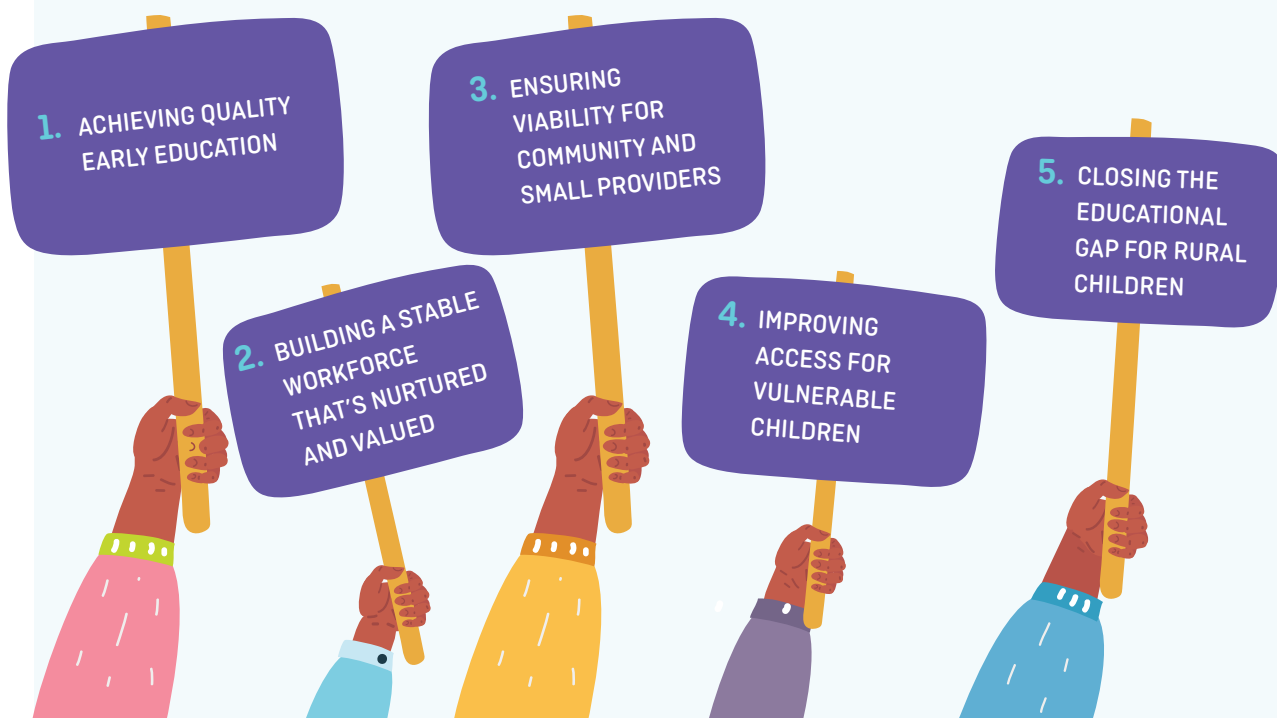 1. ACHIEVING QUALITY
EARLY EDUCATION
2. BUILDING A STABLE
WORKFORCE
THAT'S NURTURED
AND VALUED
3. ENSURING
VIABILITY FOR
COMMUNITY AND
SMALL PROVIDERS
4. IMPROVING
ACCESS FOR
VULNERABLE
CHILDREN
5. CLOSING THE
EDUCATIONAL
GAP FOR RURAL
CHILDREN